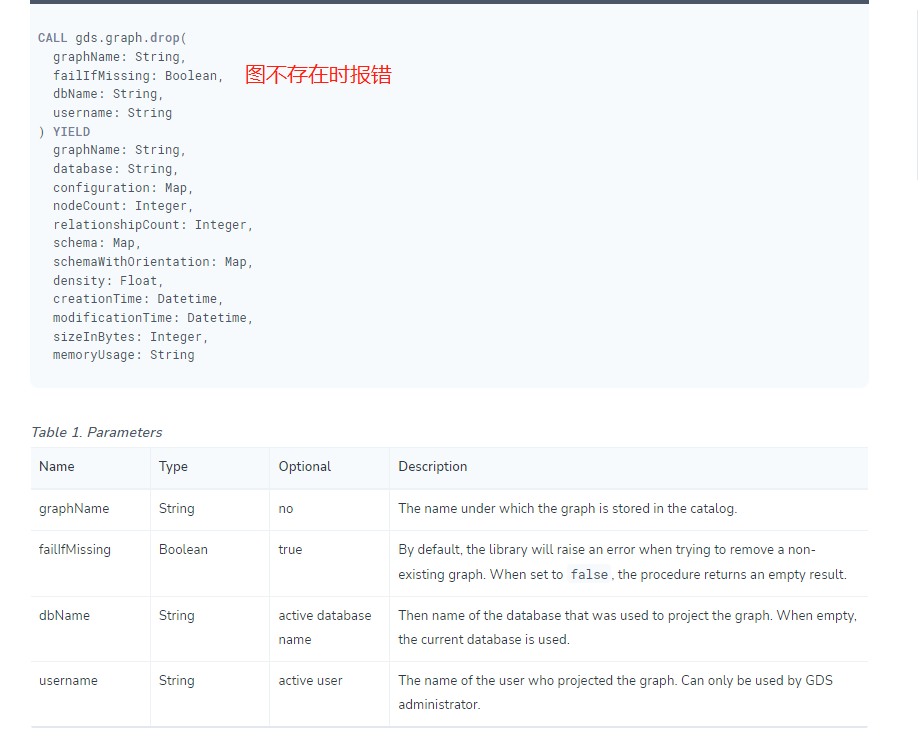 CALL gds.graph.drop(
graphName: String,
failIfMissing: Boolean, 图不存在时报错
dbName: String,
username: String
) YIELD
graphName: String,
database: String,
configuration: Map,
nodeCount: Integer,
relationshipCount: Integer,
schema: Map,
schemaWithOrientation: Map,
density: Float,
creationTime: Datetime,
modificationTime: Datetime,
sizeInBytes: Integer,
memoryUsage: String
Table 1. Parameters
Name Type Optional Description
graphName String no The name under which the graph is stored in the catalog.
failIfMissing Boolean true By default, the library will raise an error when trying to remove a non-
existing graph. When set to false, the procedure returns an empty result.
dbName String active database Then name of the database that was used to project the graph. When empty,
name the current database is used.
username String active user The name of the user who projected the graph. Can only be used by GDS
administrator.